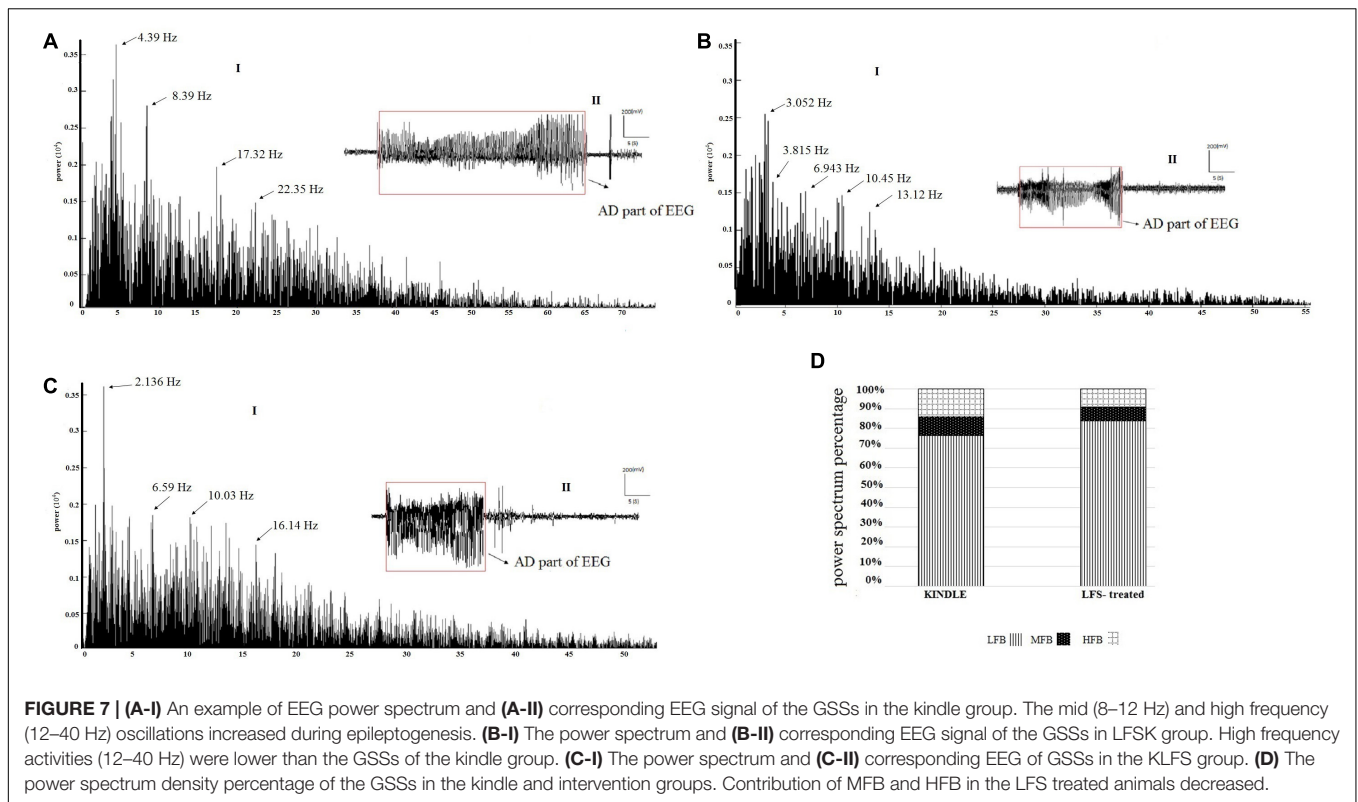 A
4.39 Hz
0.35
I
0.3
8.39 Hz
II
0.25
200(mV)
5 (S)
0.2
17.32 Hz
power (10⁴)
22.35 Hz
0.15
AD part of EEG
0.1
0.05
0
0 5 10 15 20 25 30 35 40 45 50 55 60 65 70
B
0.35
I
0.3
3.052 Hz
0.25
3.815 Hz
II
200(mV)
5 (S)
0.2
6.943 Hz
power (10⁴)
10.45 Hz
0.15
13.12 Hz
AD part of EEG
0.1
0.05
0
0 5 10 15 20 25 30 35 40 45 50 55
C
2.136 Hz
0.35
I
0.3
0.25
200(mV)
5 (S)
II
6.59 Hz
10.03 Hz
0.2
power (10⁴)
16.14 Hz
0.15
AD part of EEG
0.1
0.05
0
0 5 10 15 20 25 30 35 40 45 50
D
power spectrum percentage
100%
90%
80%
70%
60%
50%
40%
30%
20%
10%
0%
KINDLE LFS- treated
LFB MFB HFB
FIGURE 7 | (A-I) An example of EEG power spectrum and (A-II) corresponding EEG signal of the GSSs in the kindle group. The mid (8–12 Hz) and high frequency
(12–40 Hz) oscillations increased during epileptogenesis. (B-I) The power spectrum and (B-II) corresponding EEG signal of the GSSs in LFSK group. High frequency
activities (12–40 Hz) were lower than the GSSs of the kindle group. (C-I) The power spectrum and (C-II) corresponding EEG of GSSs in the KLFS group. (D) The
power spectrum density percentage of the GSSs in the kindle and intervention groups. Contribution of MFB and HFB in the LFS treated animals decreased.